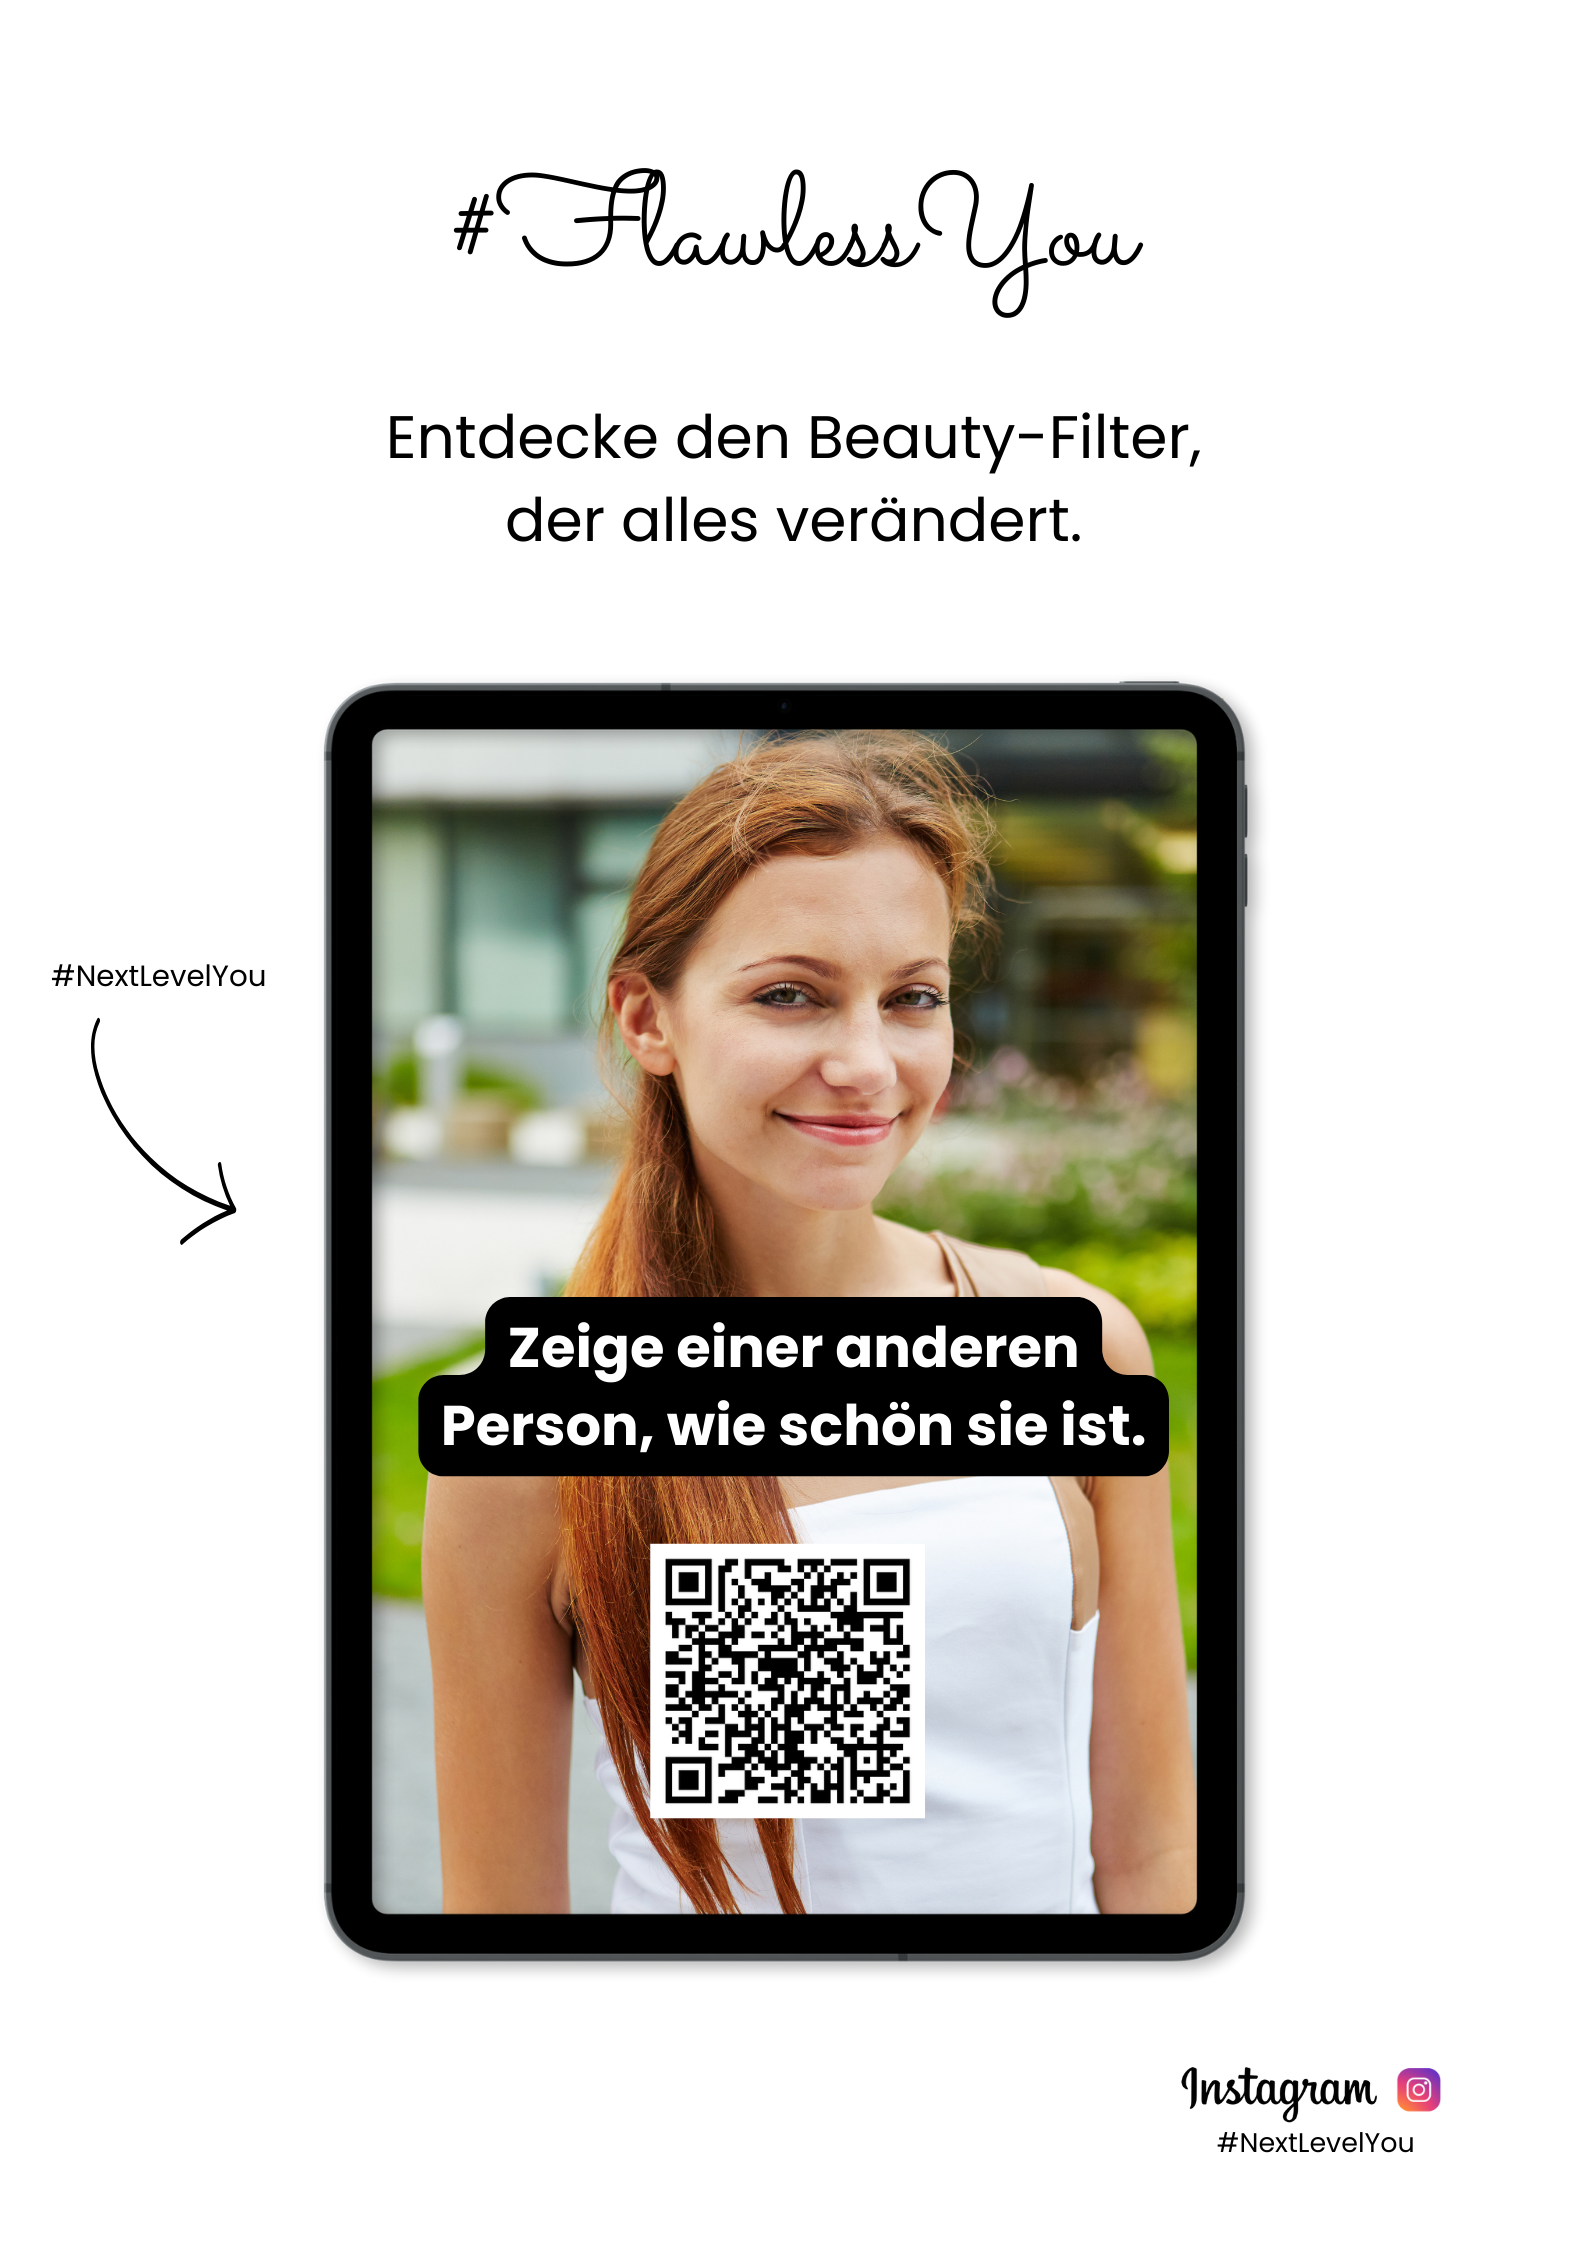 #FlawlessYou
Entdecke den Beauty-Filter,
der alles verändert.
#NextLevelYou
Zeige einer anderen
Person, wie schön sie ist.
Instagram
#NextLevelYou